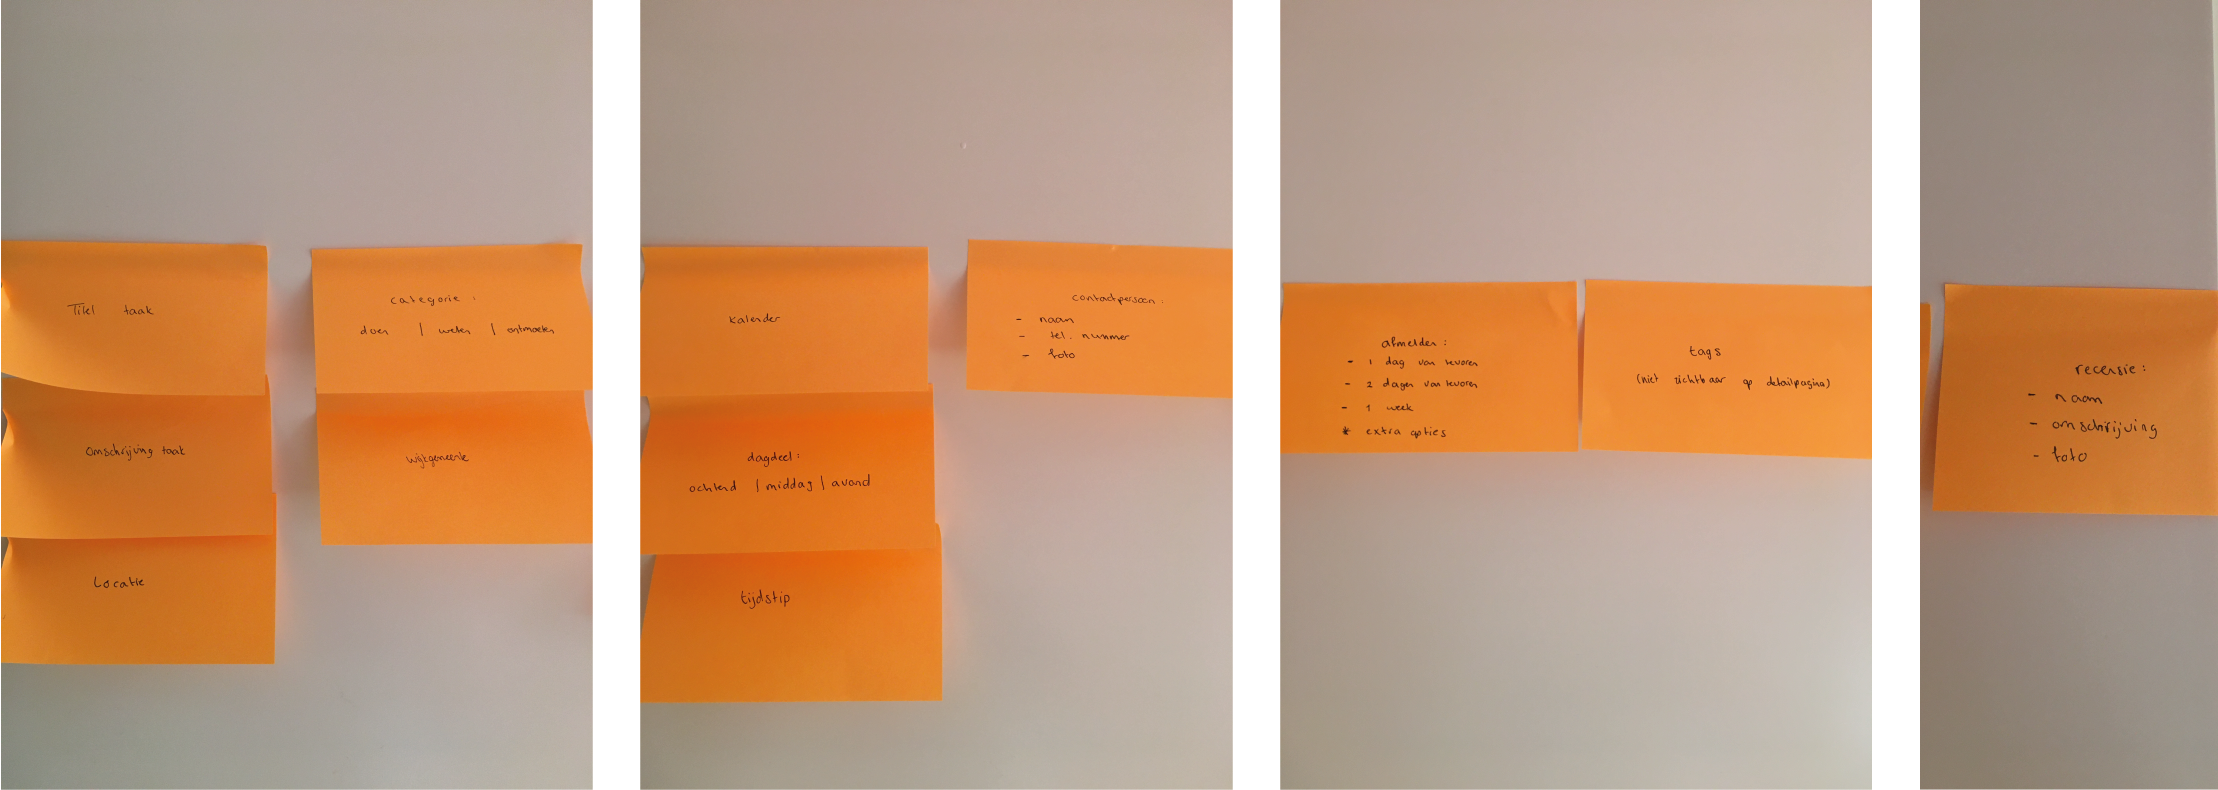 Titel taak
Omschrijving taak
Locatie
categorie :
doen | weten | ontmoeten
wijkgemeente
kalender
dagdeel :
ochtend | middag | avond
tijdstip
contactpersoon :
- naam
- tel. nummer
- foto
afmelden :
- 1 dag van tevoren
- 2 dagen van tevoren
- 1 week
* extra opties
tags
(niet zichtbaar op detailpagina)
recensie :
- naam
- omschrijving
- foto